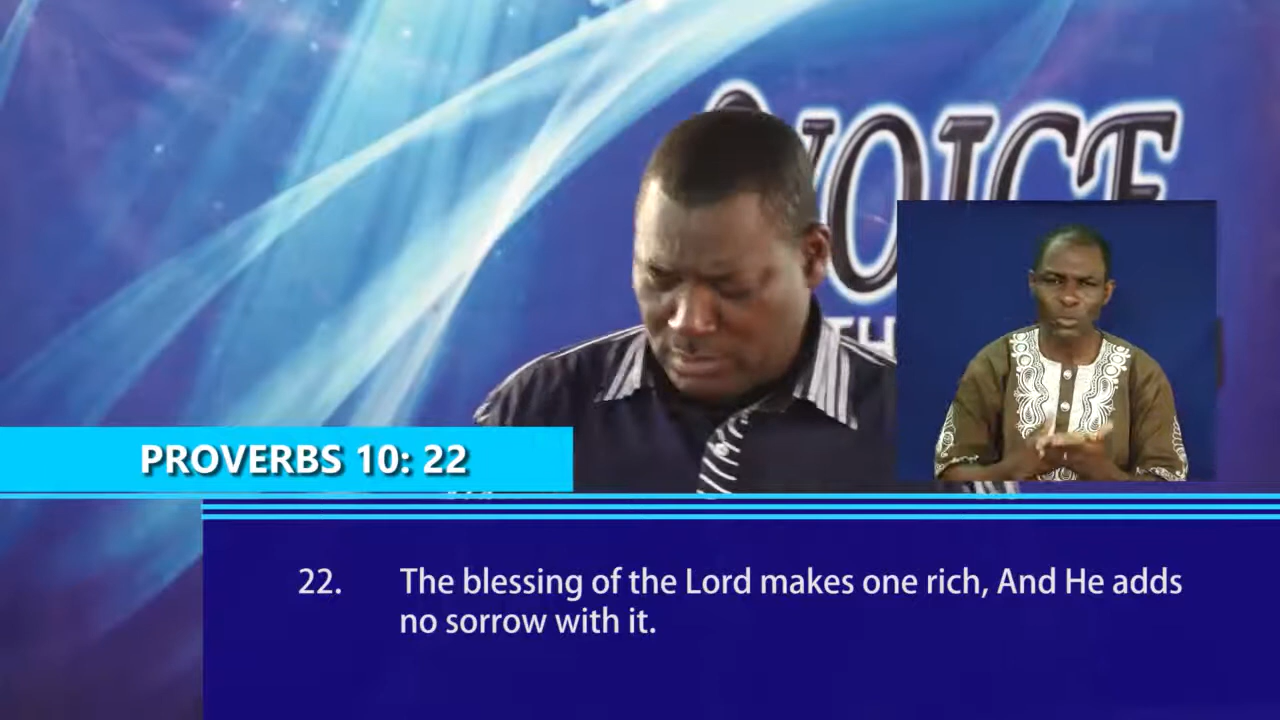 VOICE
TH
PROVERBS 10: 22
22. The blessing of the Lord makes one rich, And He adds
no sorrow with it.